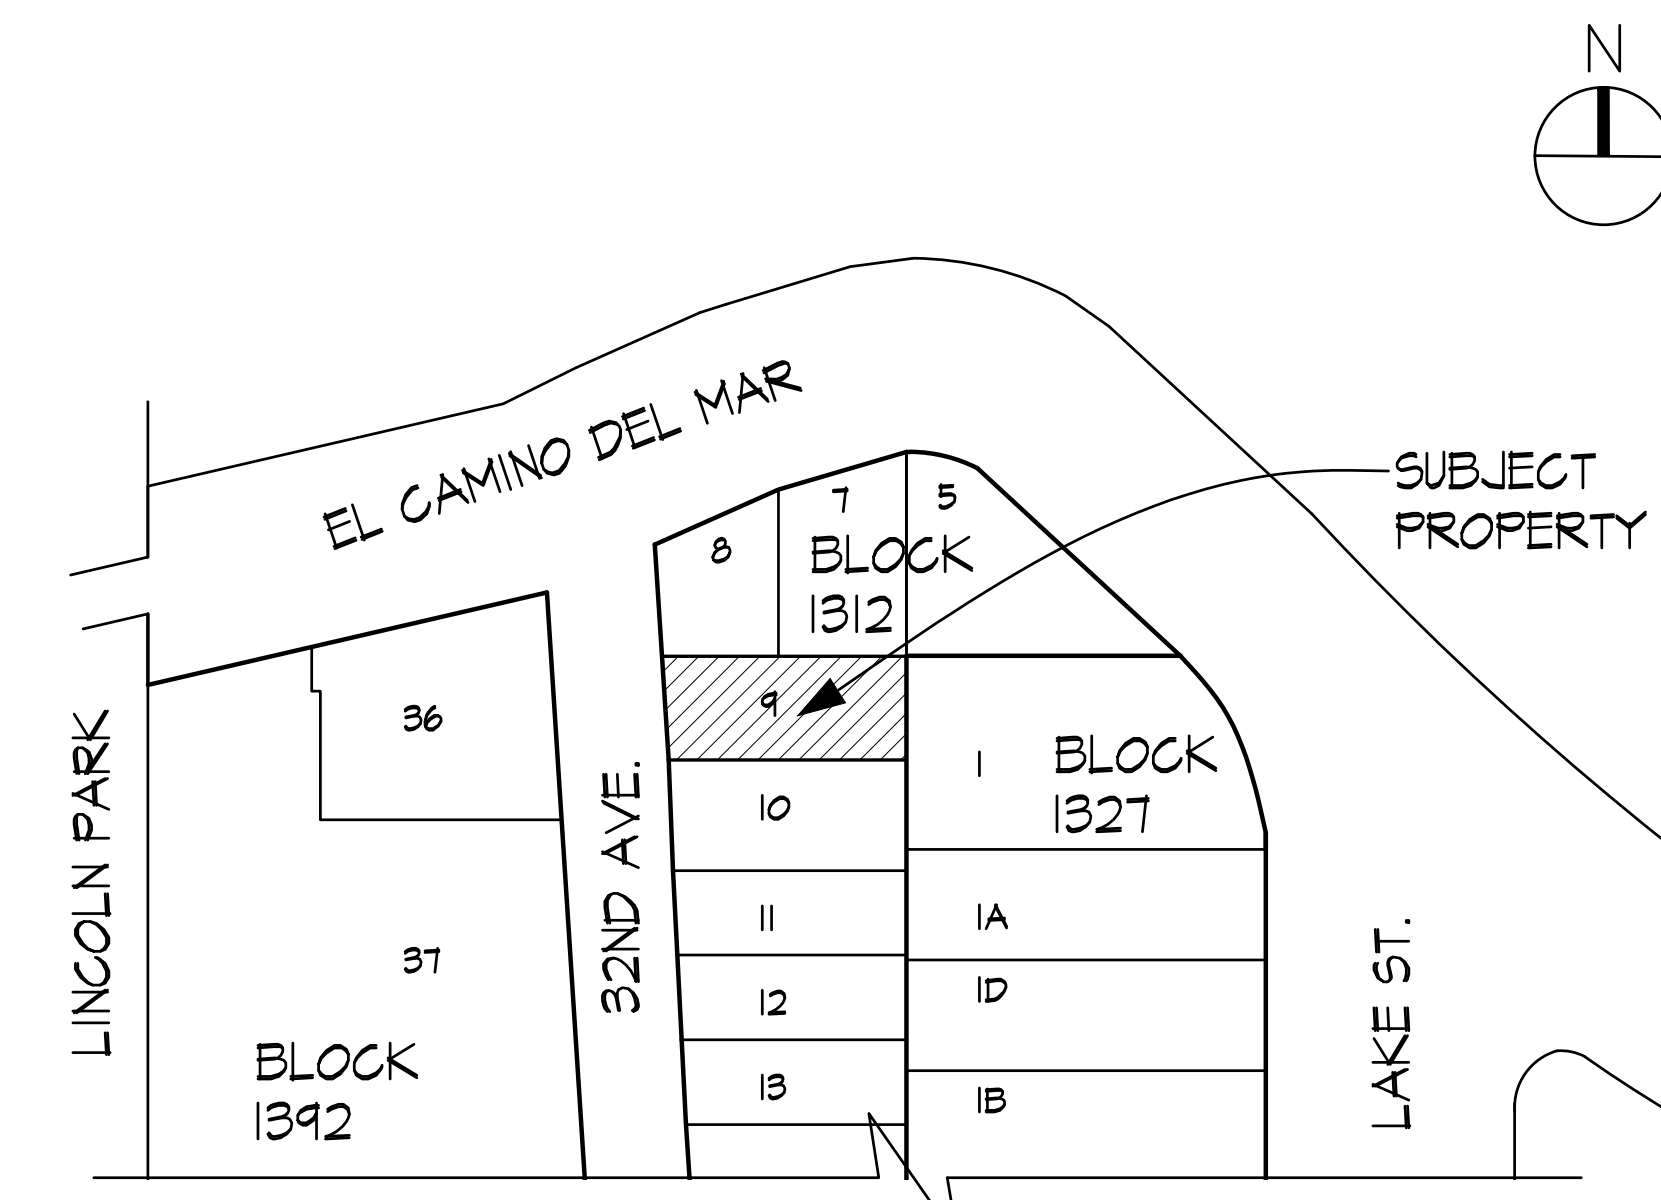 N
EL CAMINO DEL MAR
SUBJECT
PROPERTY
7
5
8
BLOCK
1312
9
36
LINCOLN PARK
32ND AVE.
1
BLOCK
1327
10
11
1A
37
12
1D
13
1B
BLOCK
1392
LAKE ST.